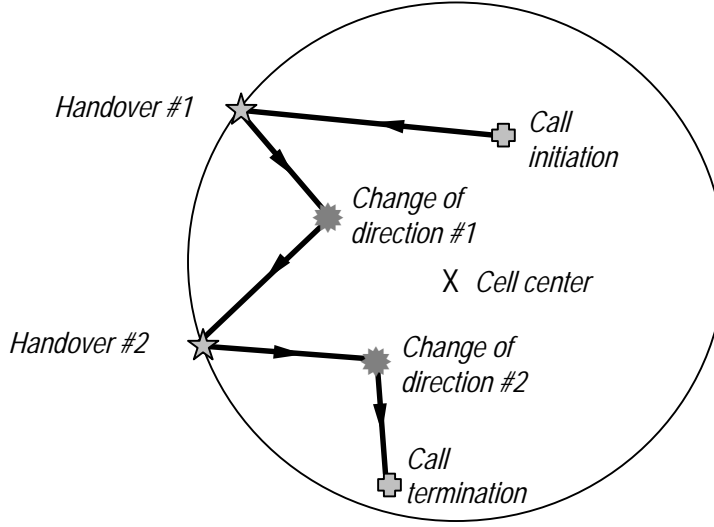 Handover #1
Call
initiation
Change of
direction #1
X Cell center
Handover #2
Change of
direction #2
Call
termination